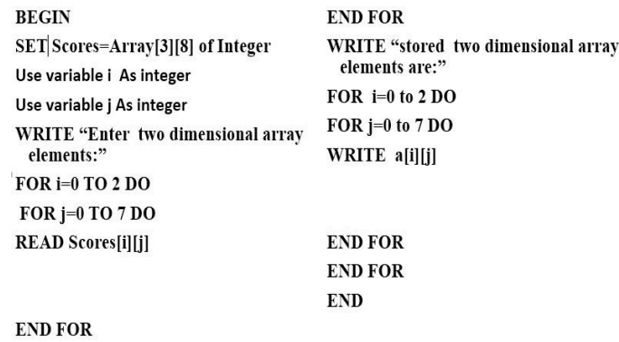 BEGIN
SET Scores=Array[3][8] of Integer
Use variable i As integer
Use variable j As integer
WRITE “Enter two dimensional array
elements:”
FOR i=0 TO 2 DO
FOR j=0 TO 7 DO
READ Scores[i][j]
END FOR
END FOR
WRITE “stored two dimensional array
elements are:”
FOR i=0 to 2 DO
FOR j=0 to 7 DO
WRITE a[i][j]
END FOR
END FOR
END